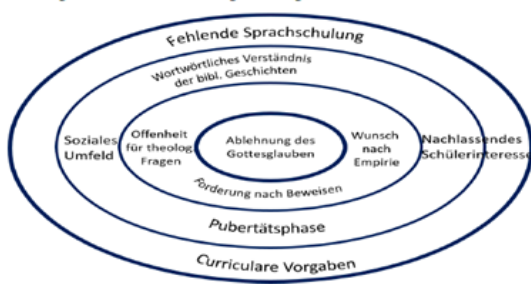 Fehlende Sprachschulung
Wortwörtliches Verständnis
der bibl. Geschichten
Soziales
Umfeld
Offenheit
für theolog.
Fragen
Ablehnung des
Gottesglauben
Wunsch
nach
Empirie
Nachlassendes
Schülerinteresse
Forderung nach Beweisen
Pubertätsphase
Curriculare Vorgaben